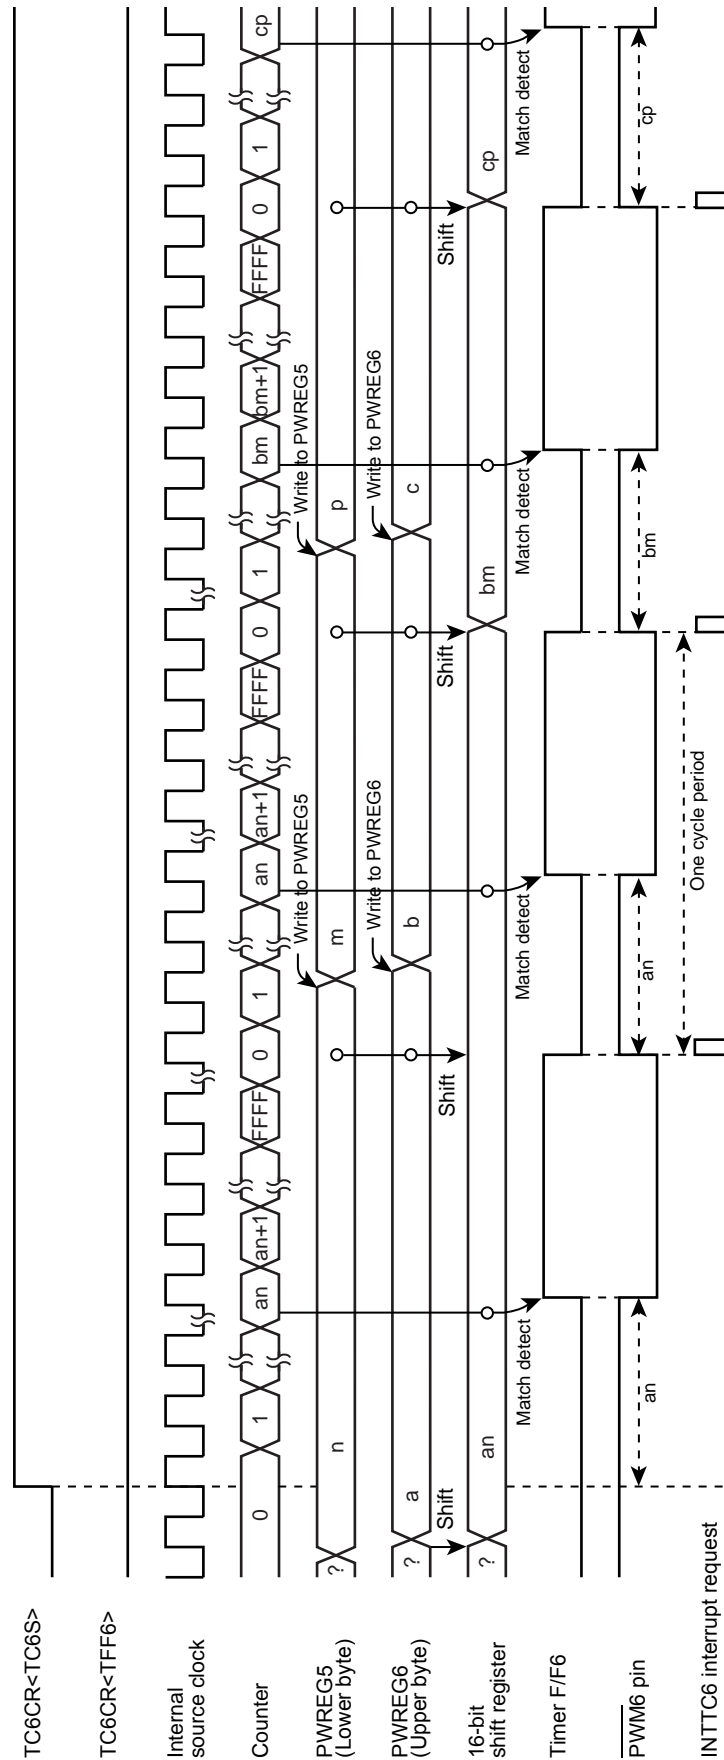 TC6CR<TC6S>
TC6CR<TFF6>
Internal
source clock
Counter 0 1 an an+1 FFFF 0 1 an an+1 FFFF 0 1 bm bm+1 FFFF 0 1 cp
Write to PWREG5 Write to PWREG5
PWREG5
(Lower byte)
? n m p
Write to PWREG6 Write to PWREG6
PWREG6
(Upper byte)
? a b c
Shift Shift Shift Shift
16-bit
shift register
? an bm cp
Match detect Match detect Match detect Match detect
Timer F/F6
PWM6 pin
an an bm cp
One cycle period
INTTC6 interrupt request